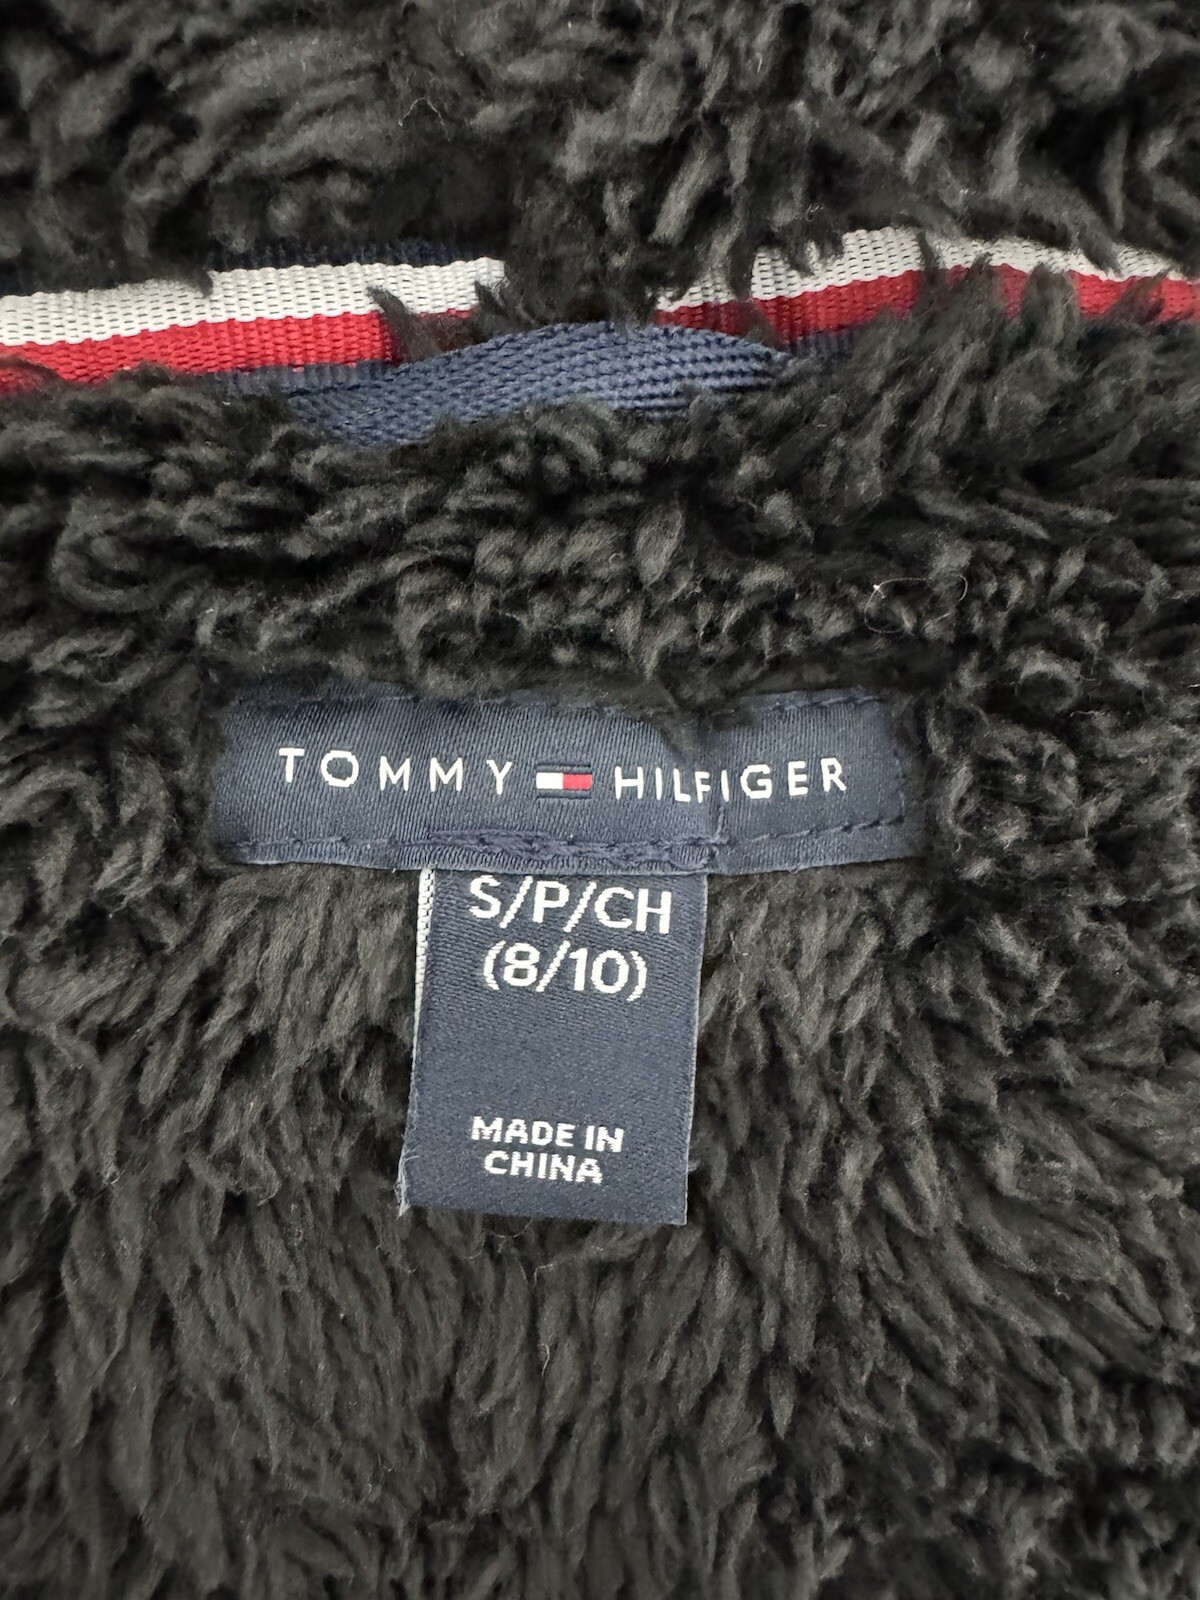 TOMMY HILFIGER
S/P/CH
(8/10)
MADE IN
CHINA